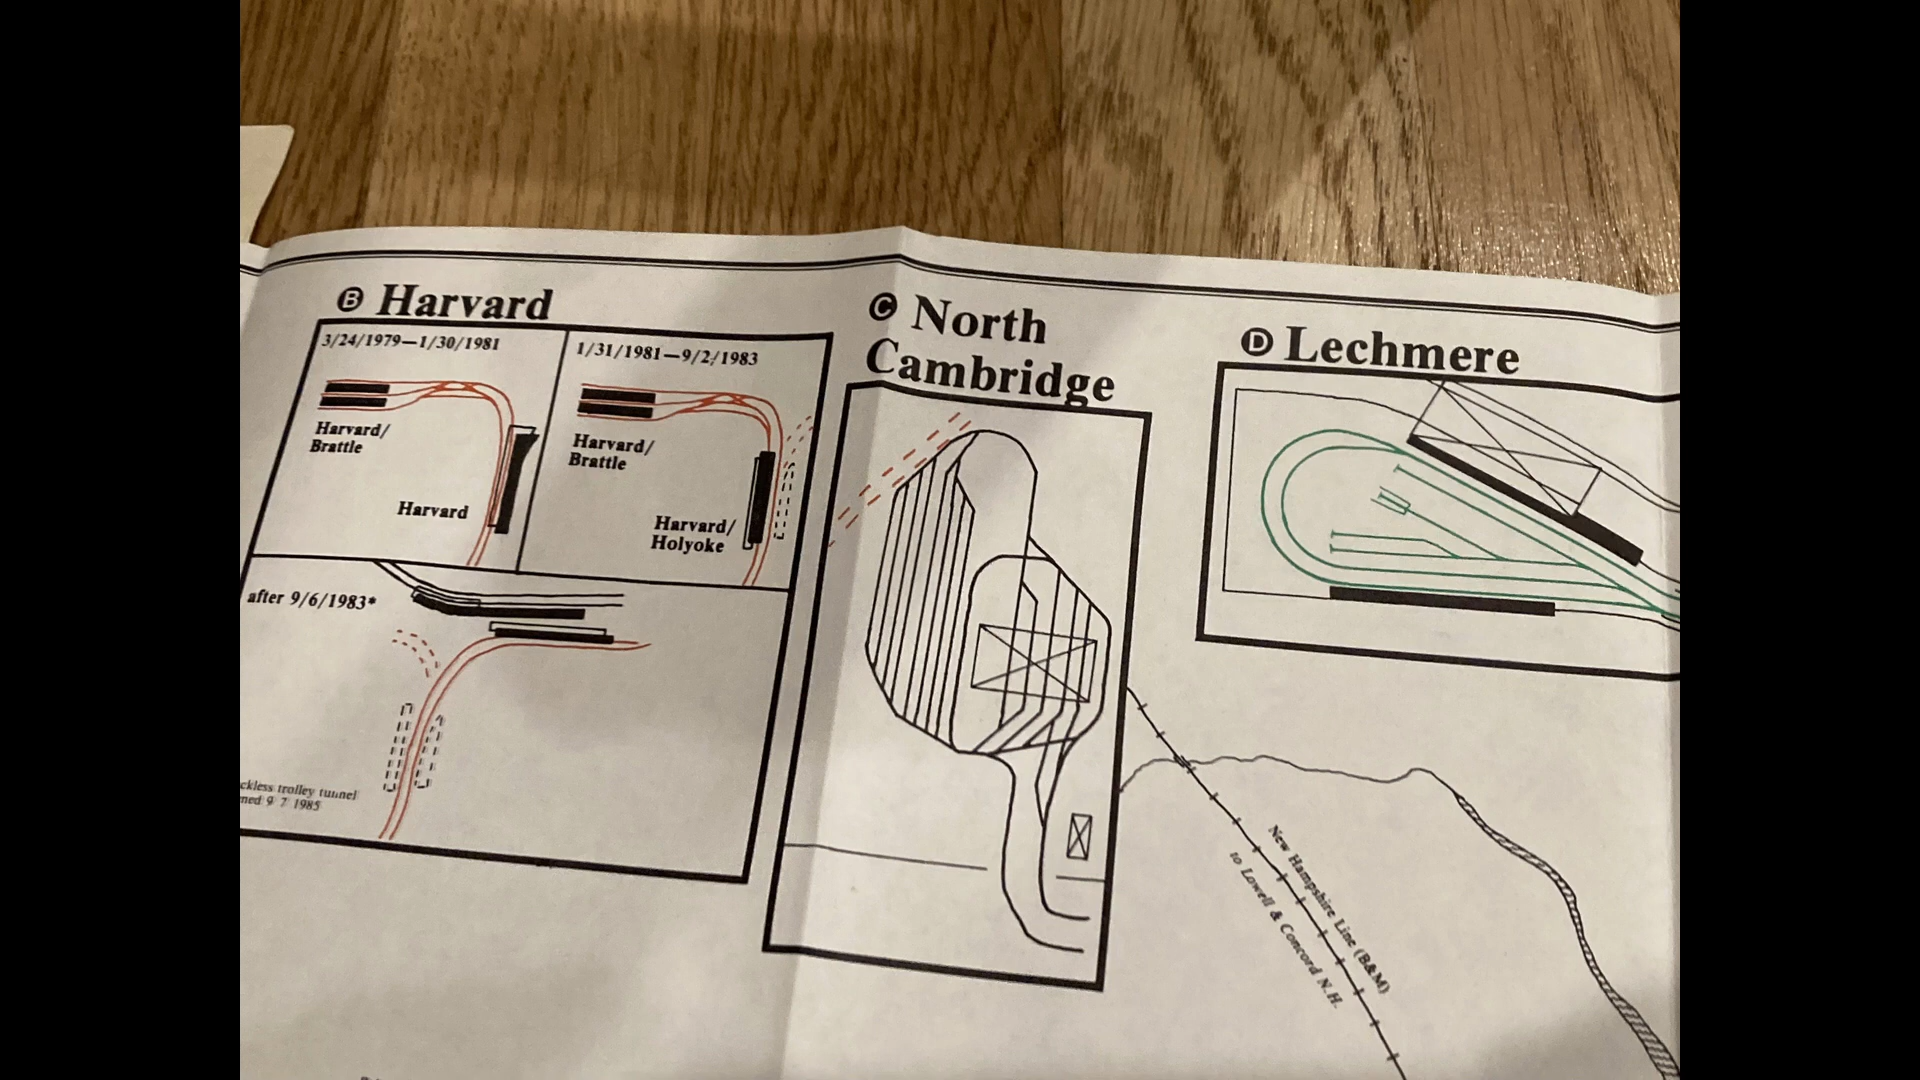 B Harvard
3/24/1979—1/30/1981
Harvard/
Brattle
Harvard
1/31/1981—9/2/1983
Harvard/
Brattle
Harvard/
Holyoke
after 9/6/1983*
ckless trolley tunnel
ned 9 7 1985
C North
Cambridge
D Lechmere
New Hampshire Line (B&M)
to Lowell & Concord N.H.